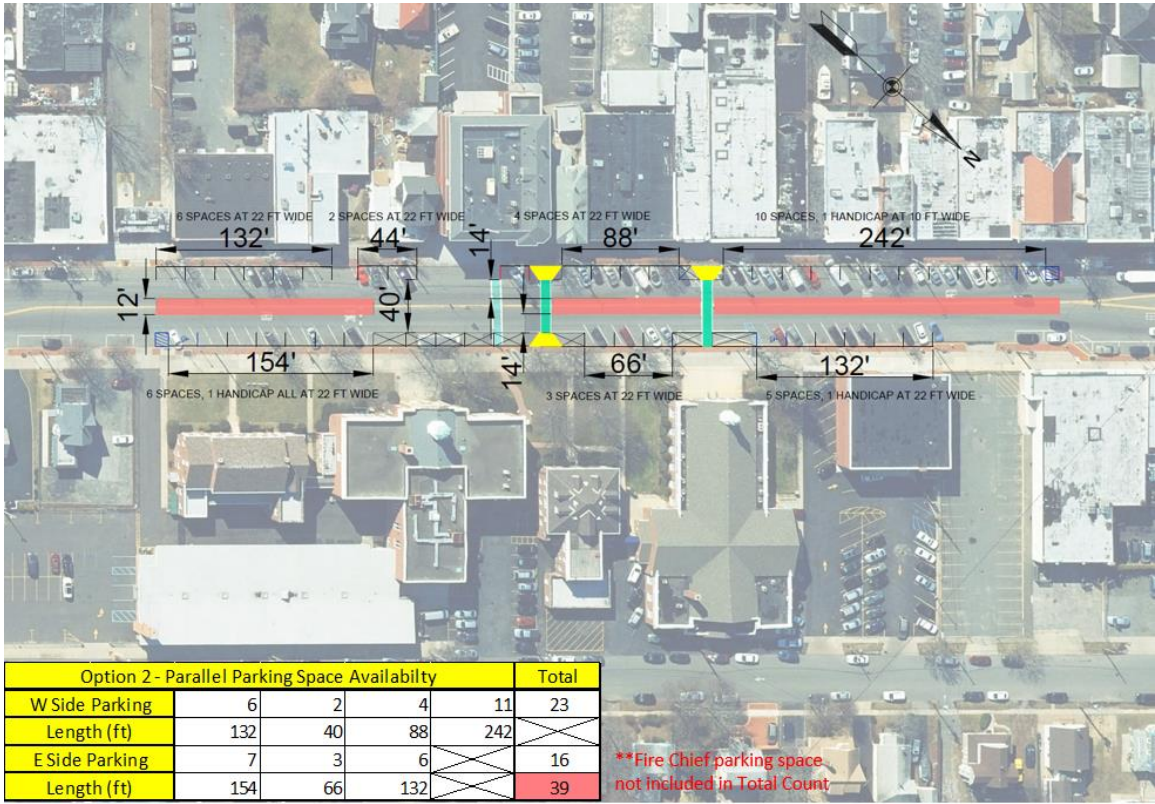 N
6 SPACES AT 22 FT WIDE 2 SPACES AT 22 FT WIDE 4 SPACES AT 22 FT WIDE 10 SPACES, 1 HANDICAP AT 10 FT WIDE
132' 44' 14' 88' 242'
12' 40'
154' 14' 66' 132'
6 SPACES, 1 HANDICAP ALL AT 22 FT WIDE 3 SPACES AT 22 FT WIDE 5 SPACES, 1 HANDICAP AT 22 FT WIDE
Option 2 - Parallel Parking Space Availabilty Total
W Side Parking 6 2 4 11 23
Length (ft) 132 40 88 242
E Side Parking 7 3 6 16
Length (ft) 154 66 132 39
**Fire Chief parking space
not included in Total Count